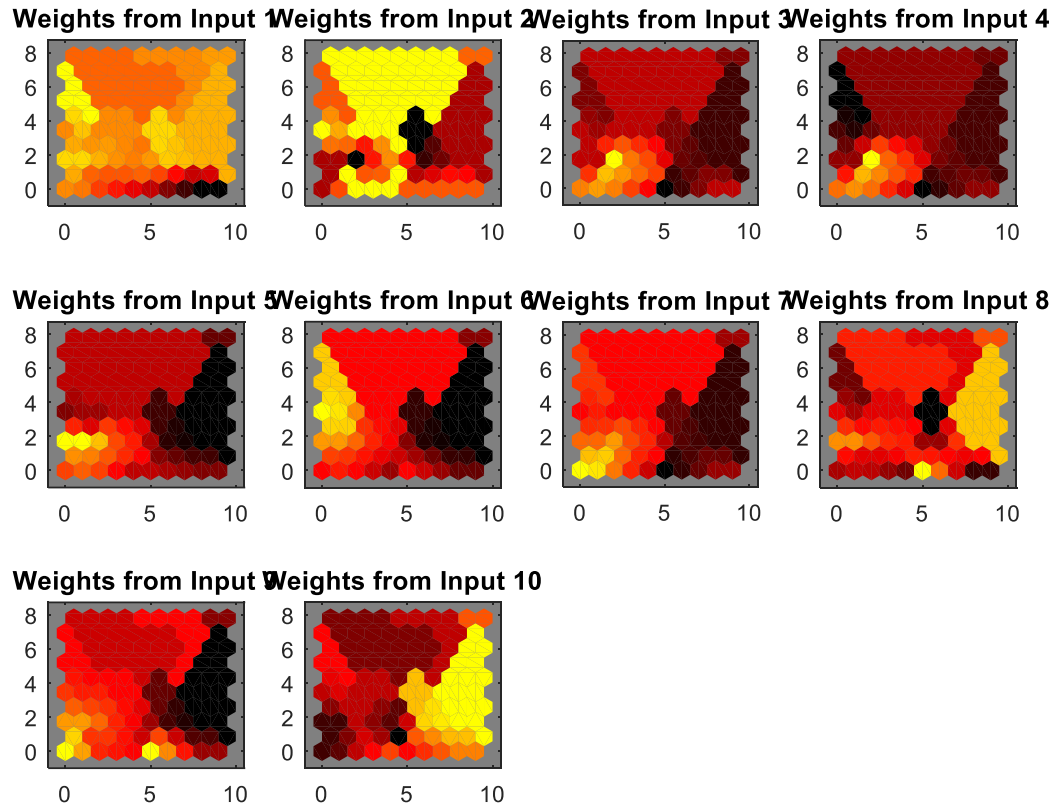 Weights from Input 1 Weights from Input 2 Weights from Input 3 Weights from Input 4
8 8 8 8
6 6 6 6
4 4 4 4
2 2 2 2
0 0 0 0
0 5 10 0 5 10 0 5 10 0 5 10
Weights from Input 5 Weights from Input 6 Weights from Input 7 Weights from Input 8
8 8 8 8
6 6 6 6
4 4 4 4
2 2 2 2
0 0 0 0
0 5 10 0 5 10 0 5 10 0 5 10
Weights from Input 9 Weights from Input 10
8 8
6 6
4 4
2 2
0 0
0 5 10 0 5 10